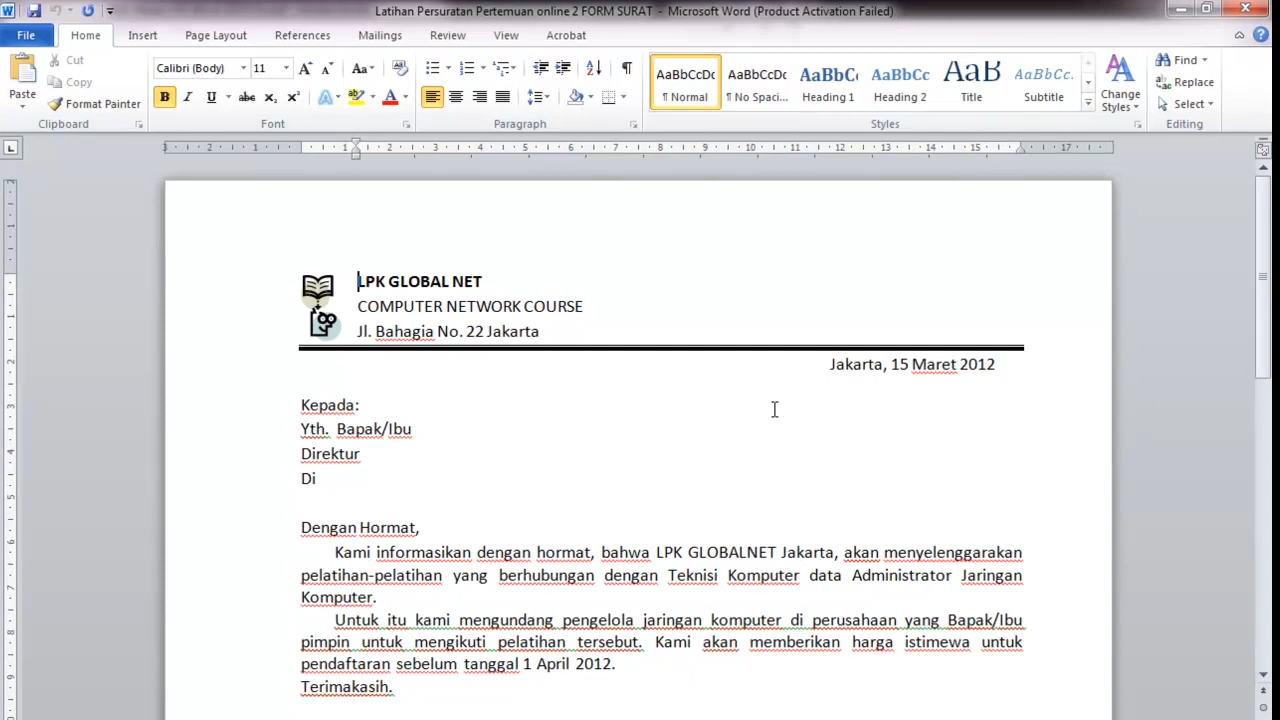 Latihan Persuratan Pertemuan online 2 FORM SURAT - Microsoft Word (Product Activation Failed)
File Home Insert Page Layout References Mailings Review View Acrobat
Paste
Cut
Copy
Format Painter
Clipboard
Calibri (Body) 11
Font
Paragraph
AaBbCcDc AaBbCcDc AaBbCc AaBbCc AaB AaBbCc.
¶ Normal ¶ No Spaci... Heading 1 Heading 2 Title Subtitle
Change Styles
Styles
Find
Replace
Select
Editing
LPK GLOBAL NET
COMPUTER NETWORK COURSE
Jl. Bahagia No. 22 Jakarta
Jakarta, 15 Maret 2012
Kepada:
Yth. Bapak/Ibu
Direktur
Di
Dengan Hormat,
Kami informasikan dengan hormat, bahwa LPK GLOBALNET Jakarta, akan menyelenggarakan
pelatihan-pelatihan yang berhubungan dengan Teknisi Komputer data Administrator Jaringan
Komputer.
Untuk itu kami mengundang pengelola jaringan komputer di perusahaan yang Bapak/Ibu
pimpin untuk mengikuti pelatihan tersebut. Kami akan memberikan harga istimewa untuk
pendaftaran sebelum tanggal 1 April 2012.
Terimakasih.